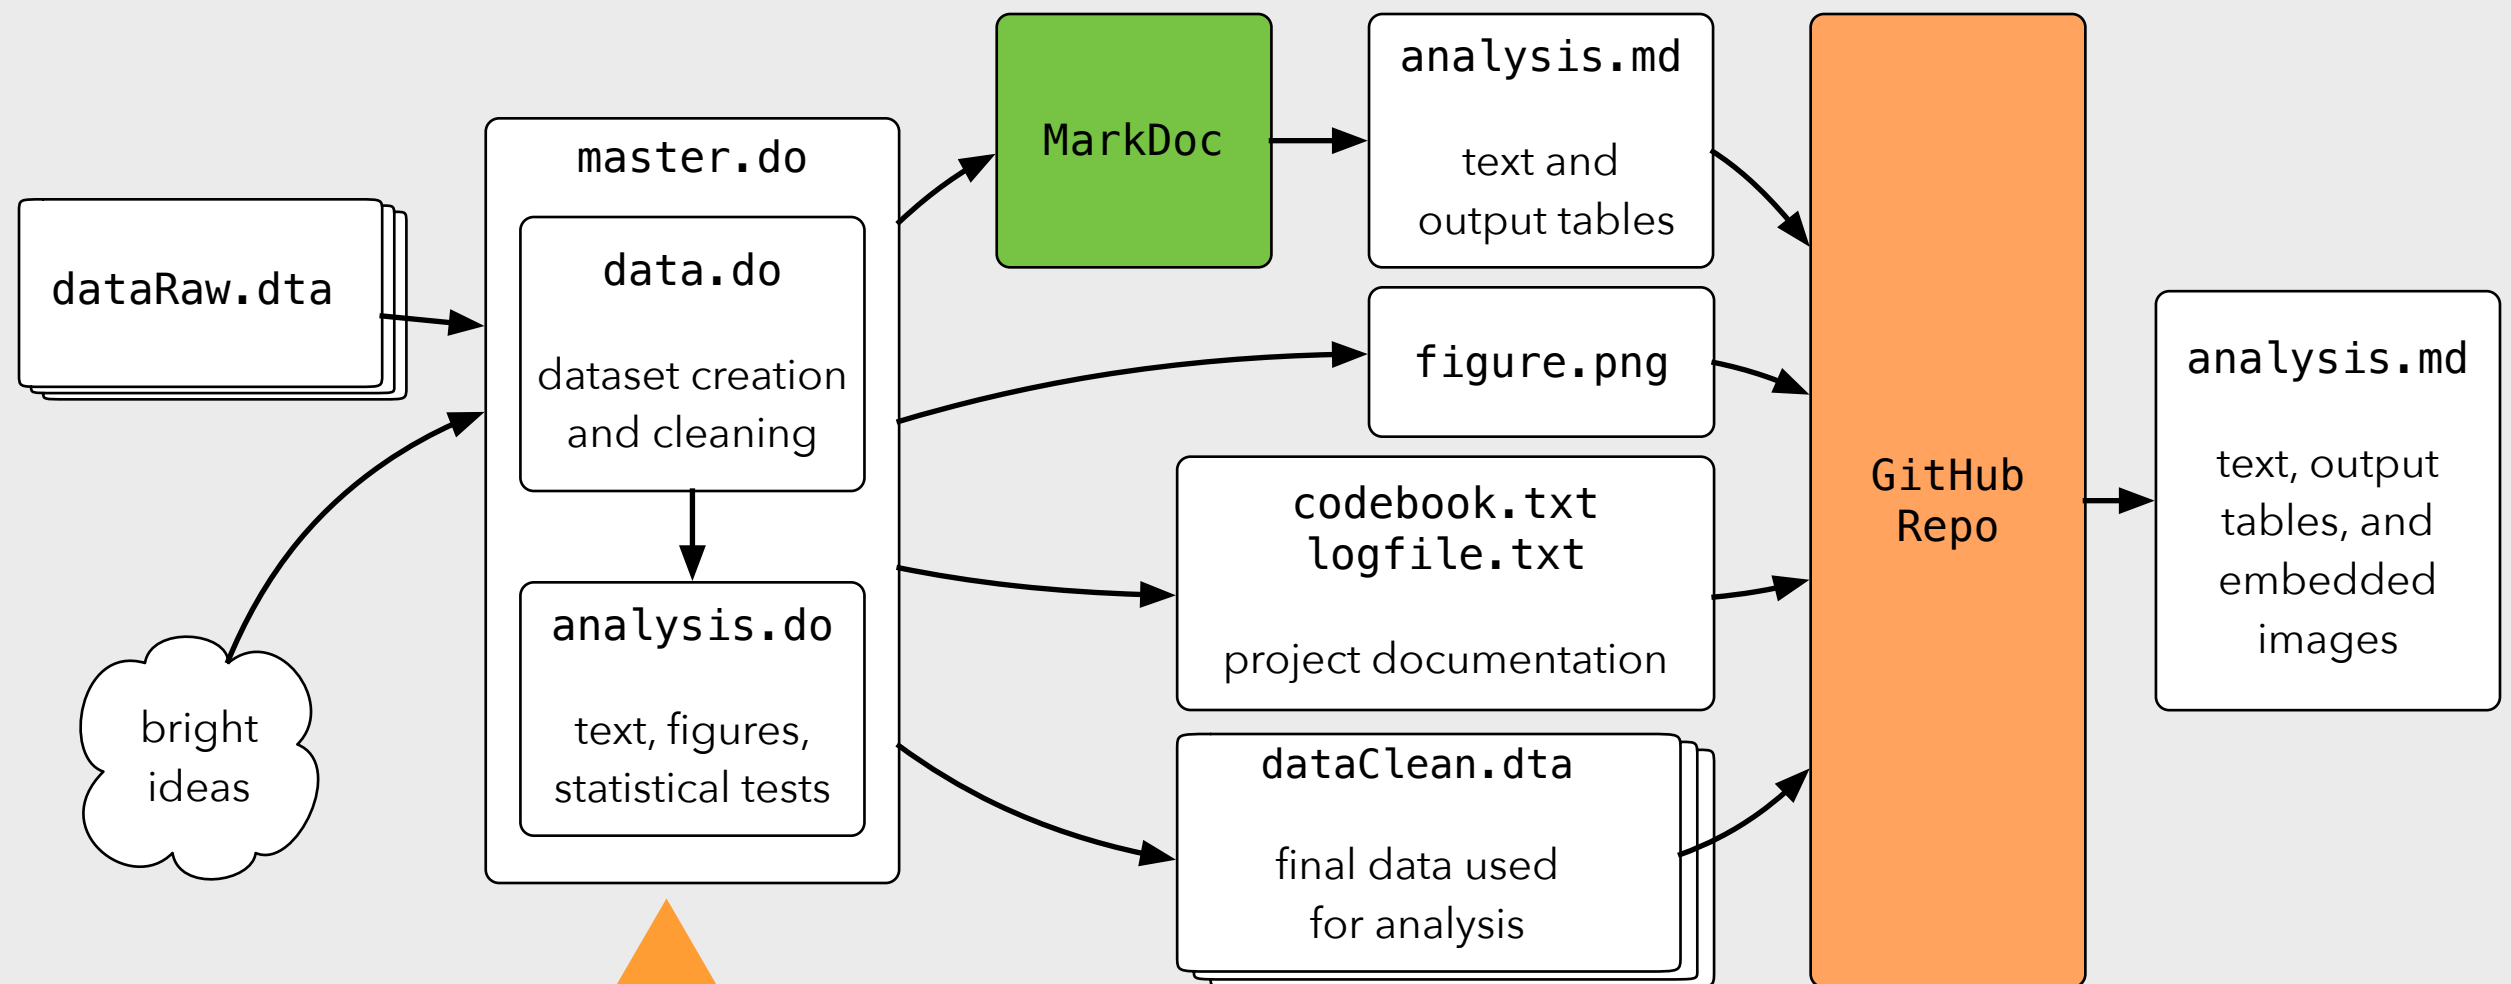 dataRaw.dta
bright
ideas
master.do
data.do
dataset creation
and cleaning
analysis.do
text, figures,
statistical tests
MarkDoc
analysis.md
text and
output tables
figure.png
codebook.txt
logfile.txt
project documentation
dataClean.dta
final data used
for analysis
GitHub
Repo
analysis.md
text, output
tables, and
embedded
images